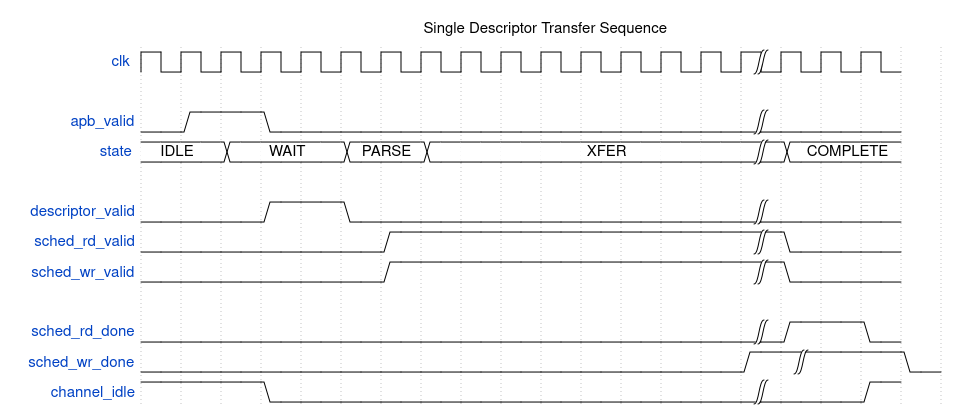 Single Descriptor Transfer Sequence
clk
apb_valid
state IDLE WAIT PARSE XFER COMPLETE
descriptor_valid
sched_rd_valid
sched_wr_valid
sched_rd_done
sched_wr_done
channel_idle